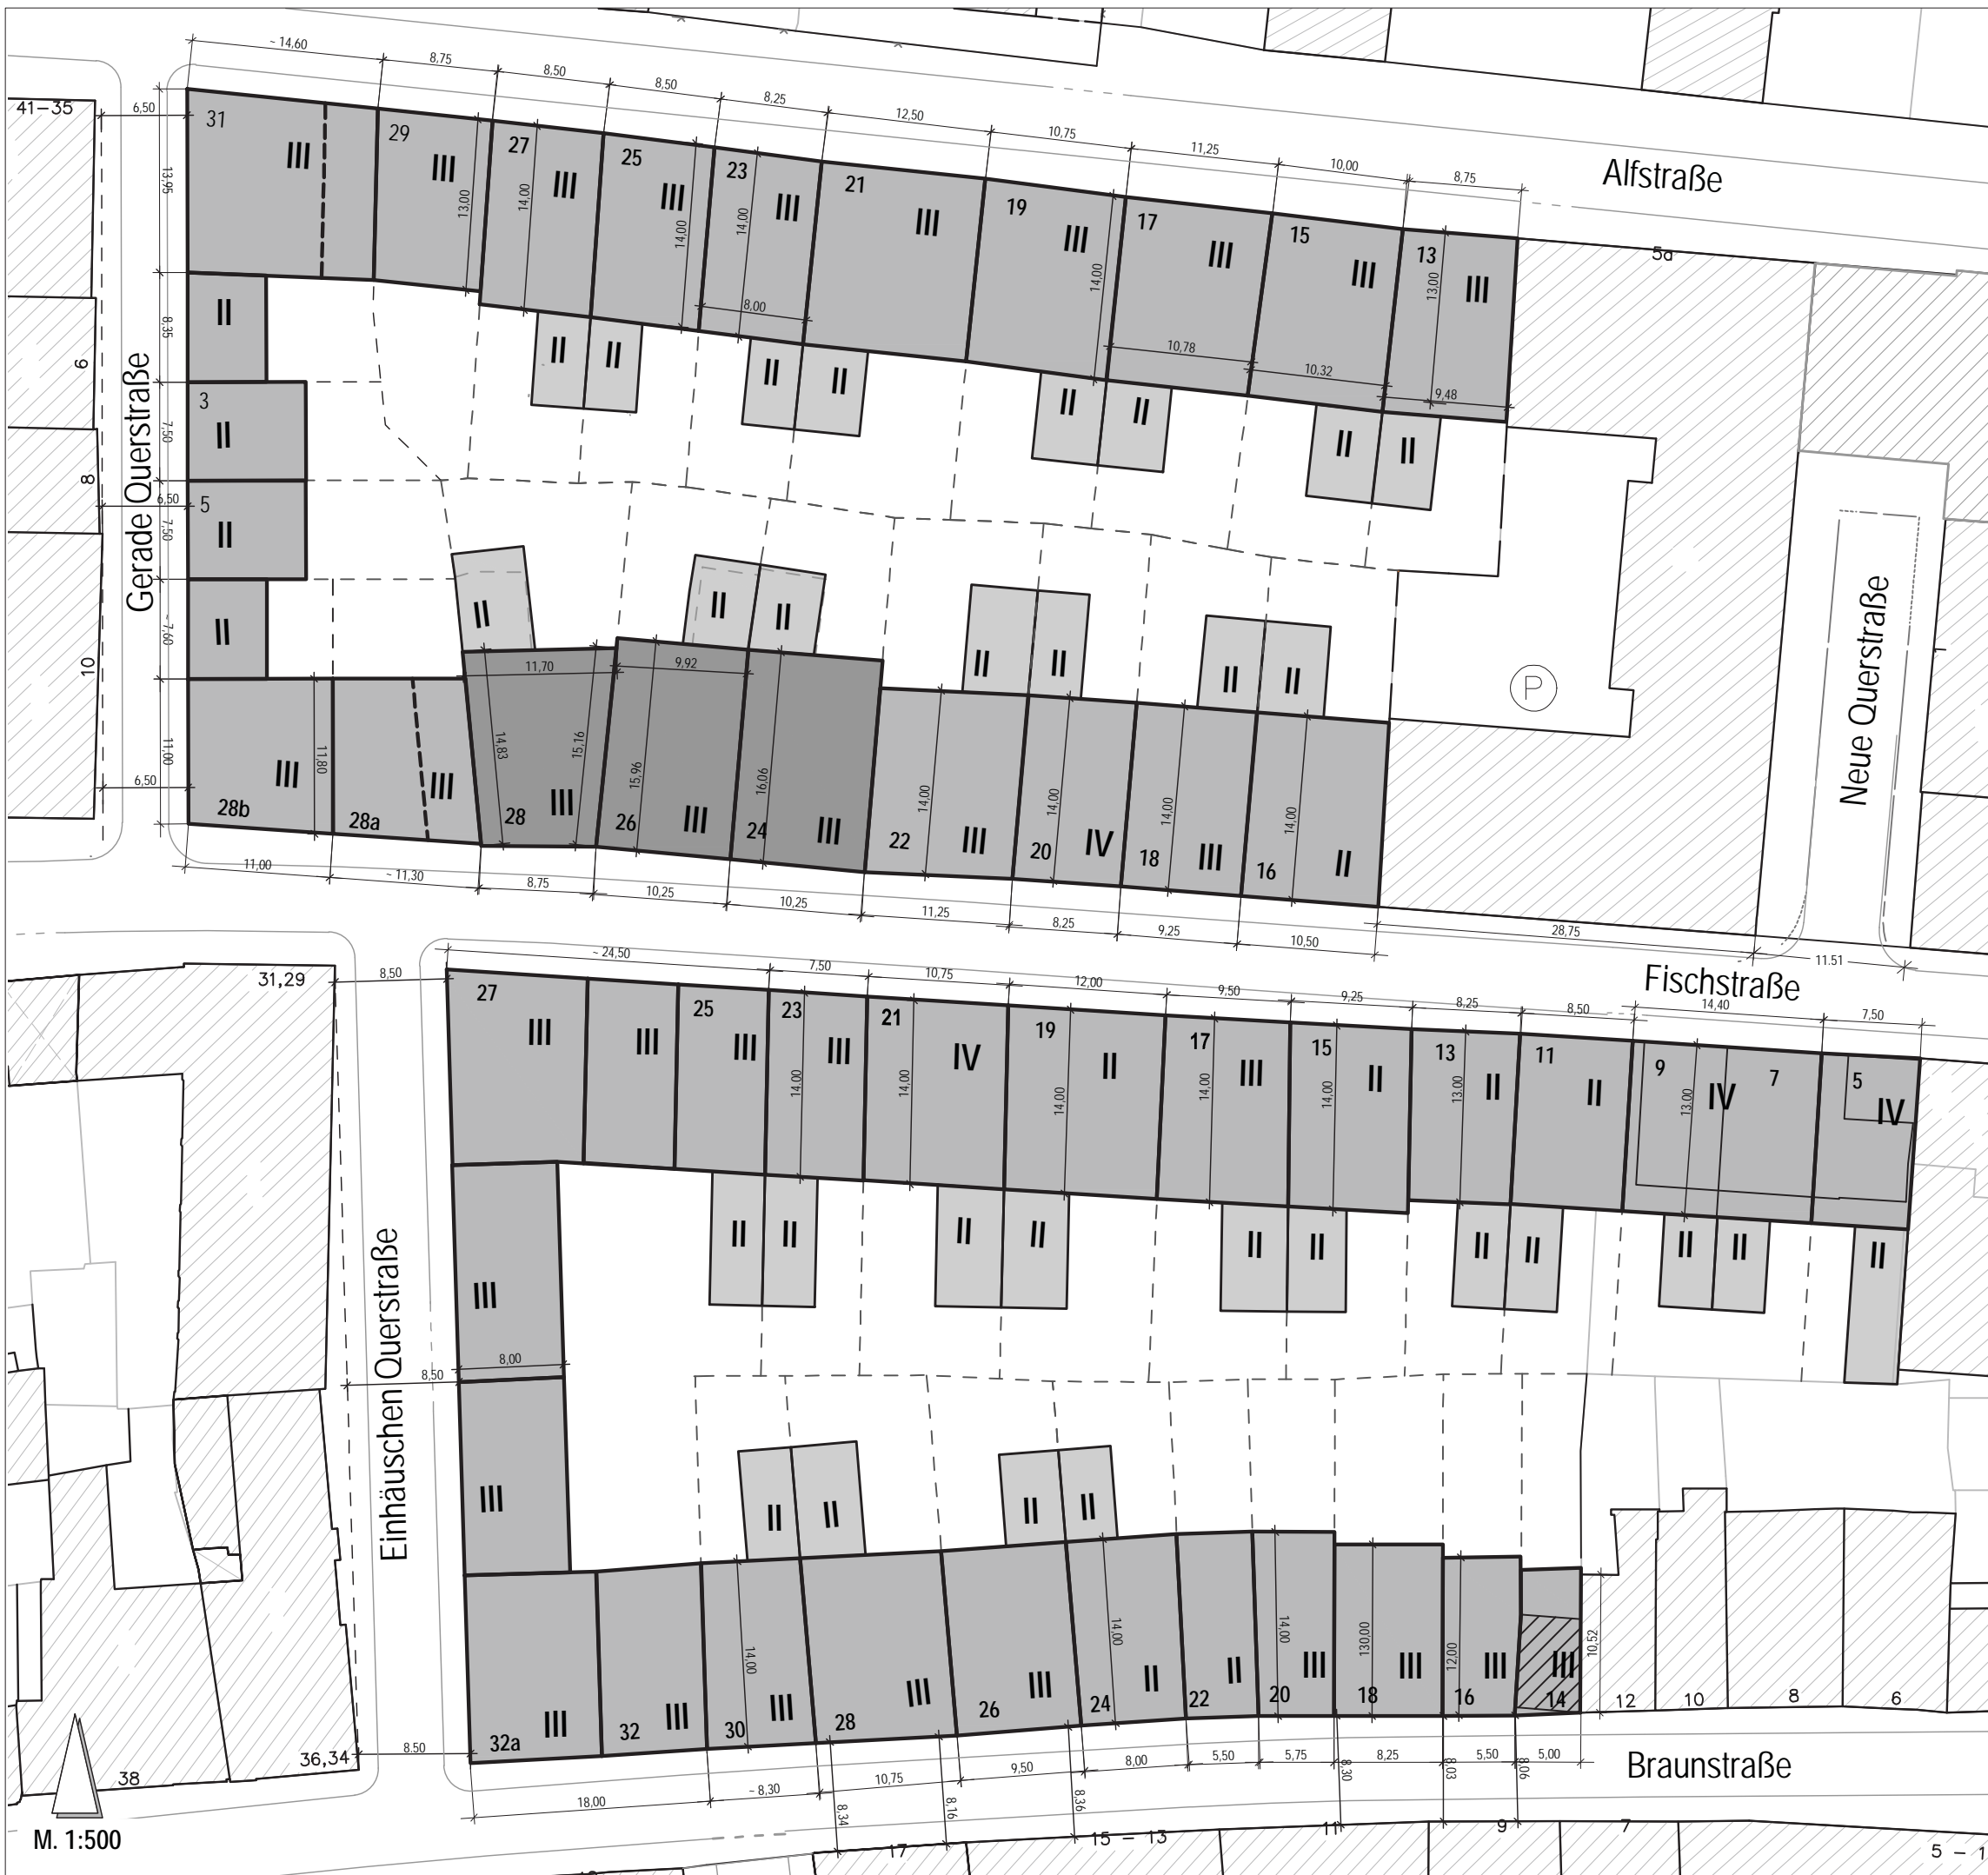 ~14,60
8,75
8,50
8,50
8,25
12,50
10,75
11,25
10,00
8,75
Alfstraße
41–35
6,50
31
III
29
III
27
III
25
III
23
III
21
III
19
III
17
III
15
III
13
III
5a
13,95
13,00
14,00
14,00
14,00
8,00
14,00
10,78
10,32
13,00
9,48
II
8,35
6
Gerade Querstraße
3
II
7,50
II
II
II
II
II
II
II
II
8
6,50
5
II
7,50
II
~7,60
10
II
II
II
II
II
II
II
P
Neue Querstraße
11,70
9,92
11,00
11,80
14,83
15,16
15,96
16,06
14,00
14,00
14,00
14,00
6,50
28b
III
28a
III
28
III
26
III
24
III
22
III
20
IV
18
III
16
II
11,00
~11,30
8,75
10,25
10,25
11,25
8,25
9,25
10,50
28,75
11.51
Fischstraße
31,29
8,50
~24,50
7,50
10,75
12,00
9,50
9,25
8,25
8,50
14,40
7,50
27
III
III
25
III
23
III
21
IV
19
II
17
III
15
II
13
II
11
II
9
IV
7
5
IV
14,00
14,00
14,00
14,00
14,00
13.00
13.00
II
II
II
II
II
II
II
II
II
II
II
Einhäuschen Querstraße
III
8,00
8,50
III
II
II
II
II
14,00
14,00
14,00
130,00
12,00
10,52
32a
III
32
III
30
III
28
III
26
III
24
II
22
II
20
III
18
III
16
III
14
III
12
10
8
6
36,34
8.50
38
18,00
~8,30
10,75
9,50
8,00
5,50
5,75
8,25
5,50
5,00
8,34
8,16
8,36
8,30
8,03
8,06
Braunstraße
M. 1:500
17
15 – 13
11
9
7